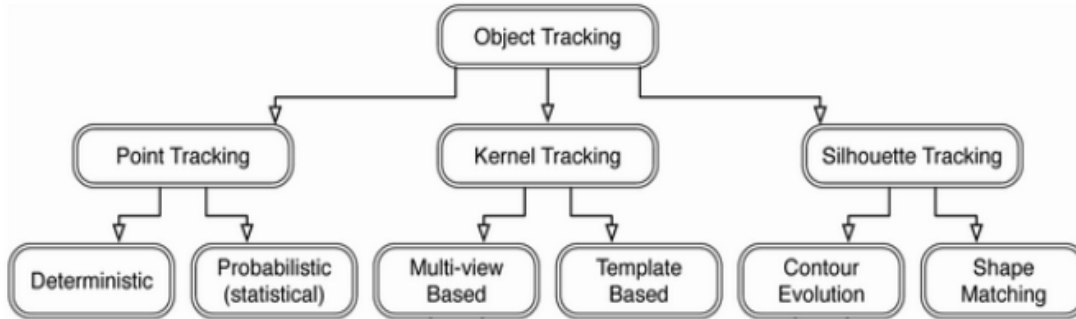 Object Tracking
Point Tracking
Kernel Tracking
Silhouette Tracking
Deterministic
Probabilistic
(statistical)
Multi-view
Based
Template
Based
Contour
Evolution
Shape
Matching